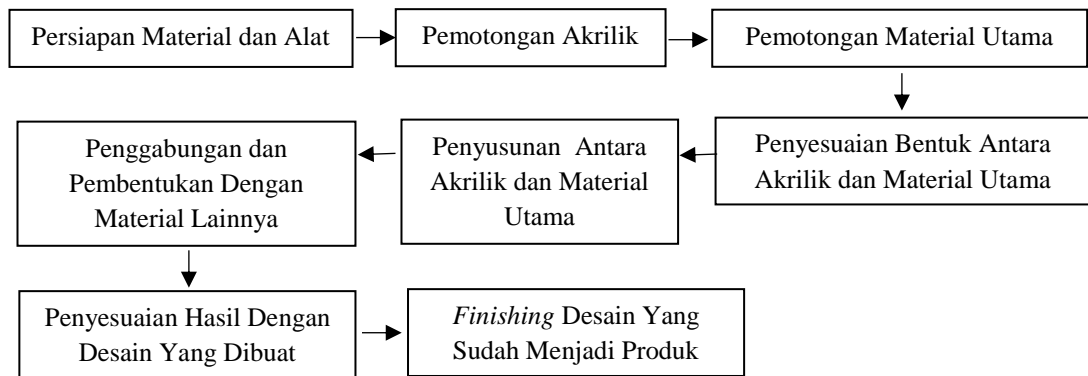 Persiapan Material dan Alat
Pemotongan Akrilik
Pemotongan Material Utama
Penyesuaian Bentuk Antara
Akrilik dan Material Utama
Penyusunan Antara
Akrilik dan Material
Utama
Penggabungan dan
Pembentukan Dengan
Material Lainnya
Penyesuaian Hasil Dengan
Desain Yang Dibuat
Finishing Desain Yang
Sudah Menjadi Produk